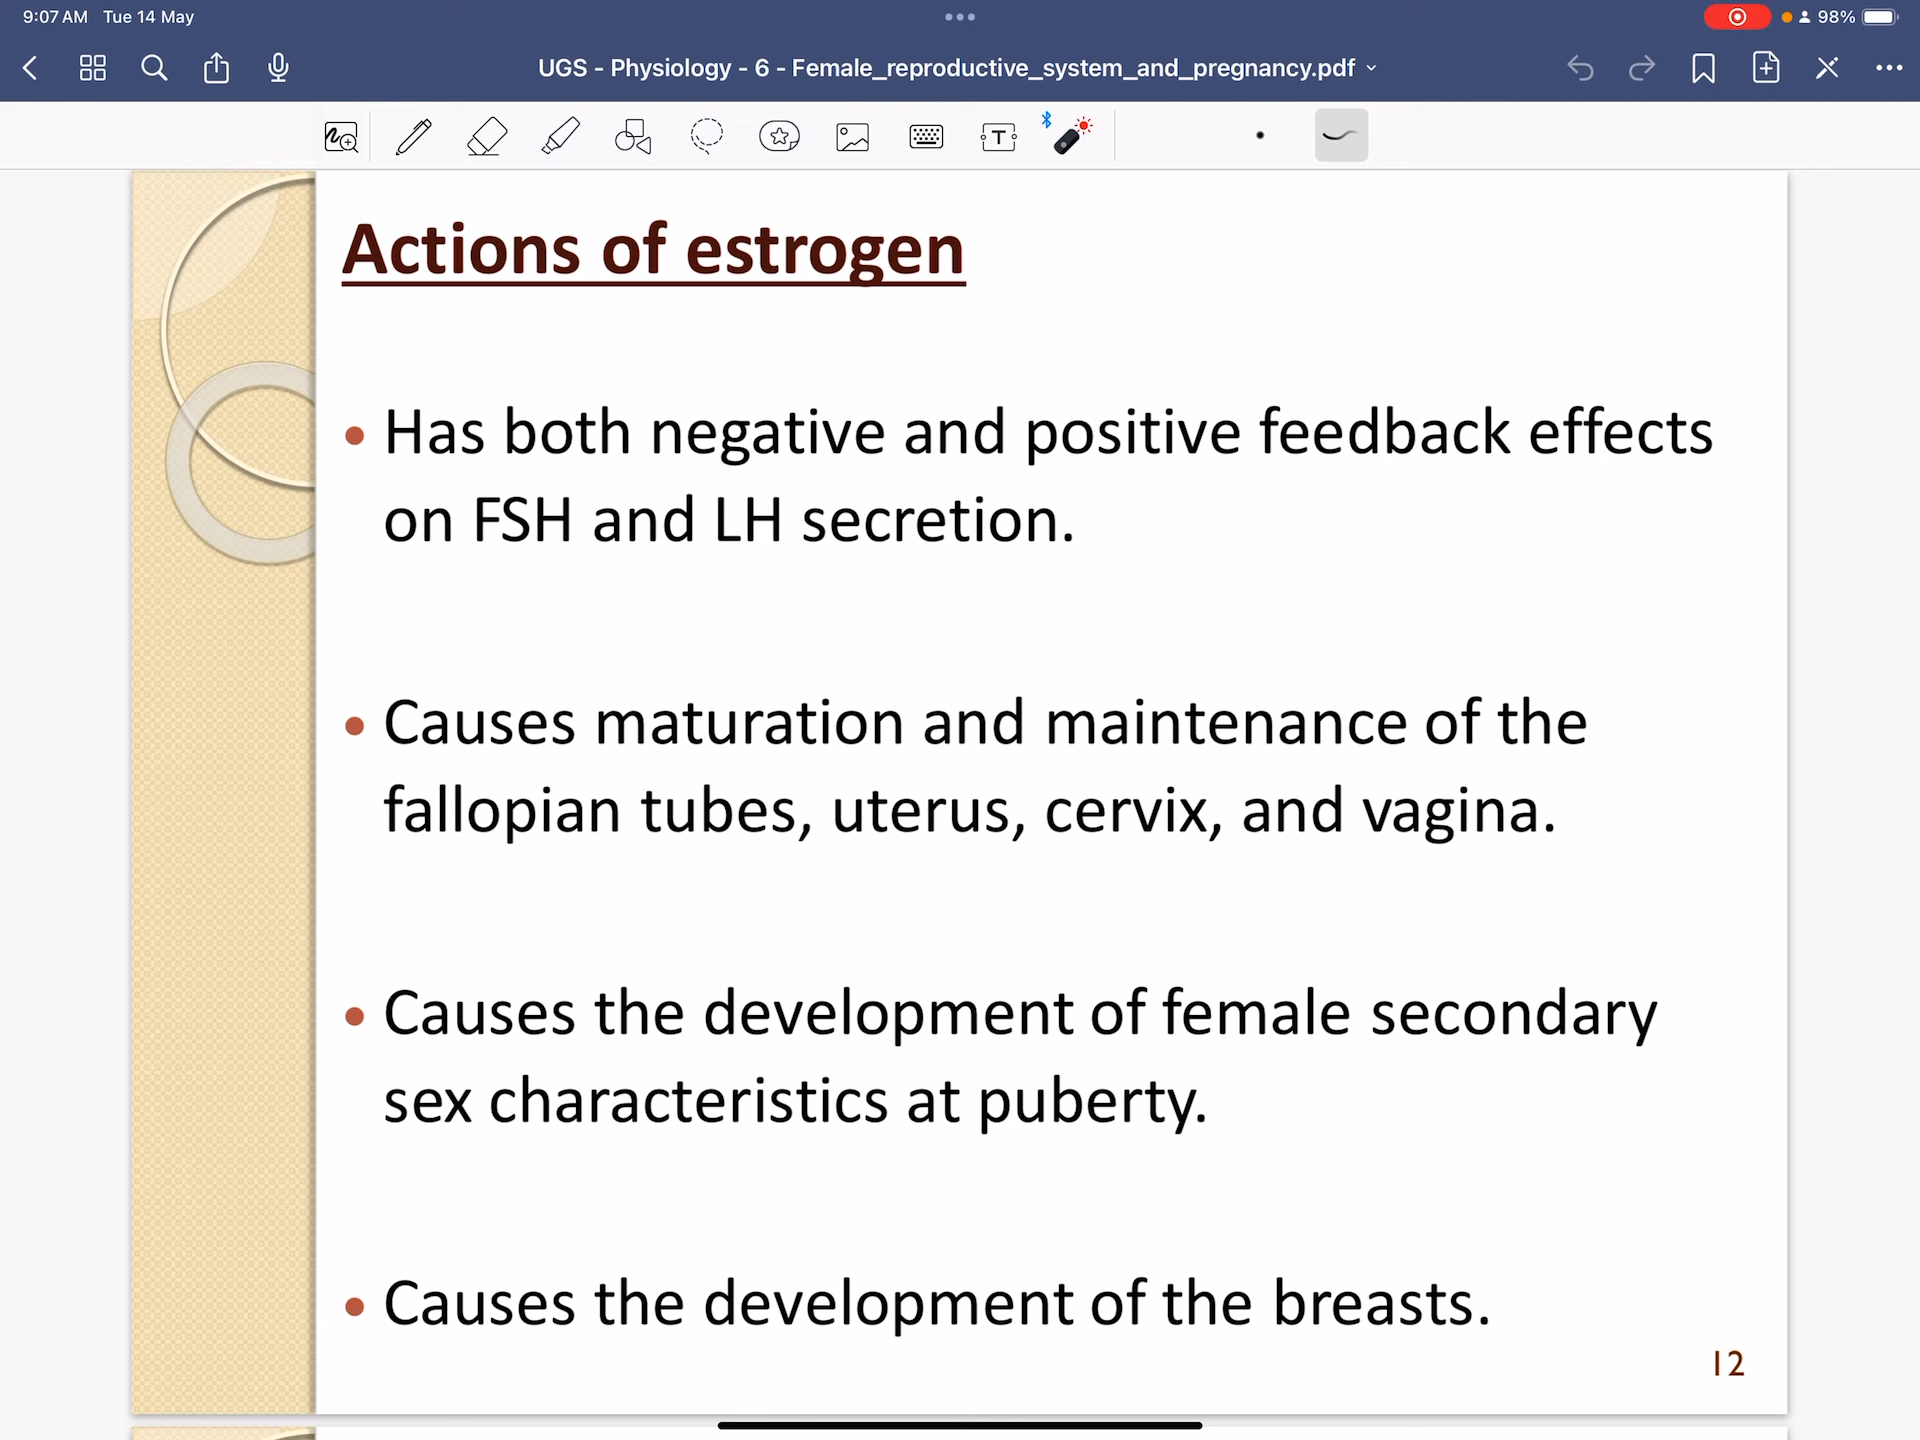 9:07 AM Tue 14 May
98%
UGS - Physiology - 6 - Female_reproductive_system_and_pregnancy.pdf
T
Actions of estrogen
• Has both negative and positive feedback effects
on FSH and LH secretion.
• Causes maturation and maintenance of the
fallopian tubes, uterus, cervix, and vagina.
• Causes the development of female secondary
sex characteristics at puberty.
• Causes the development of the breasts.
12